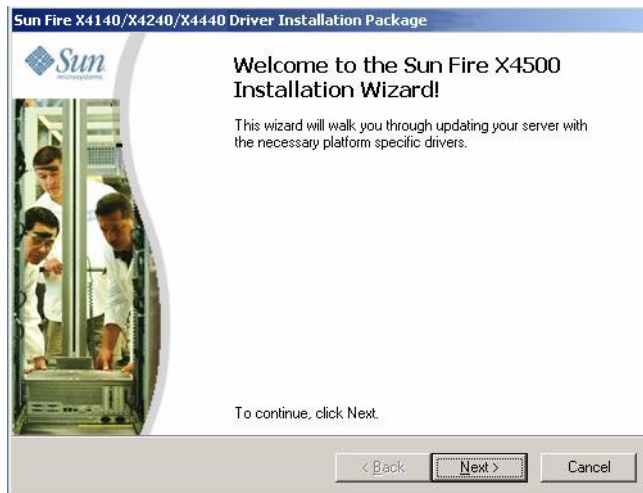 Sun Fire X4140/X4240/X4440 Driver Installation Package
Sun
microsystems
Welcome to the Sun Fire X4500
Installation Wizard!
This wizard will walk you through updating your server with
the necessary platform specific drivers.
To continue, click Next.
< Back
Next >
Cancel